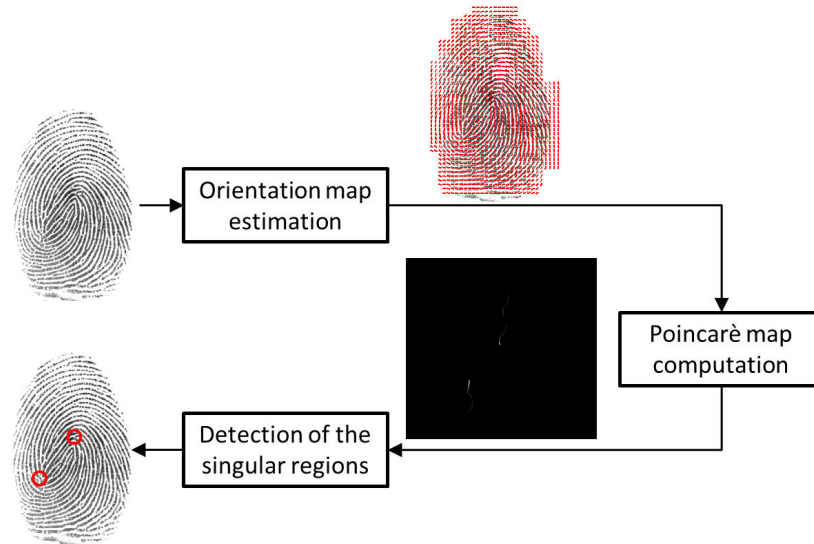 Orientation map
estimation
Poincarè map
computation
Detection of the
singular regions